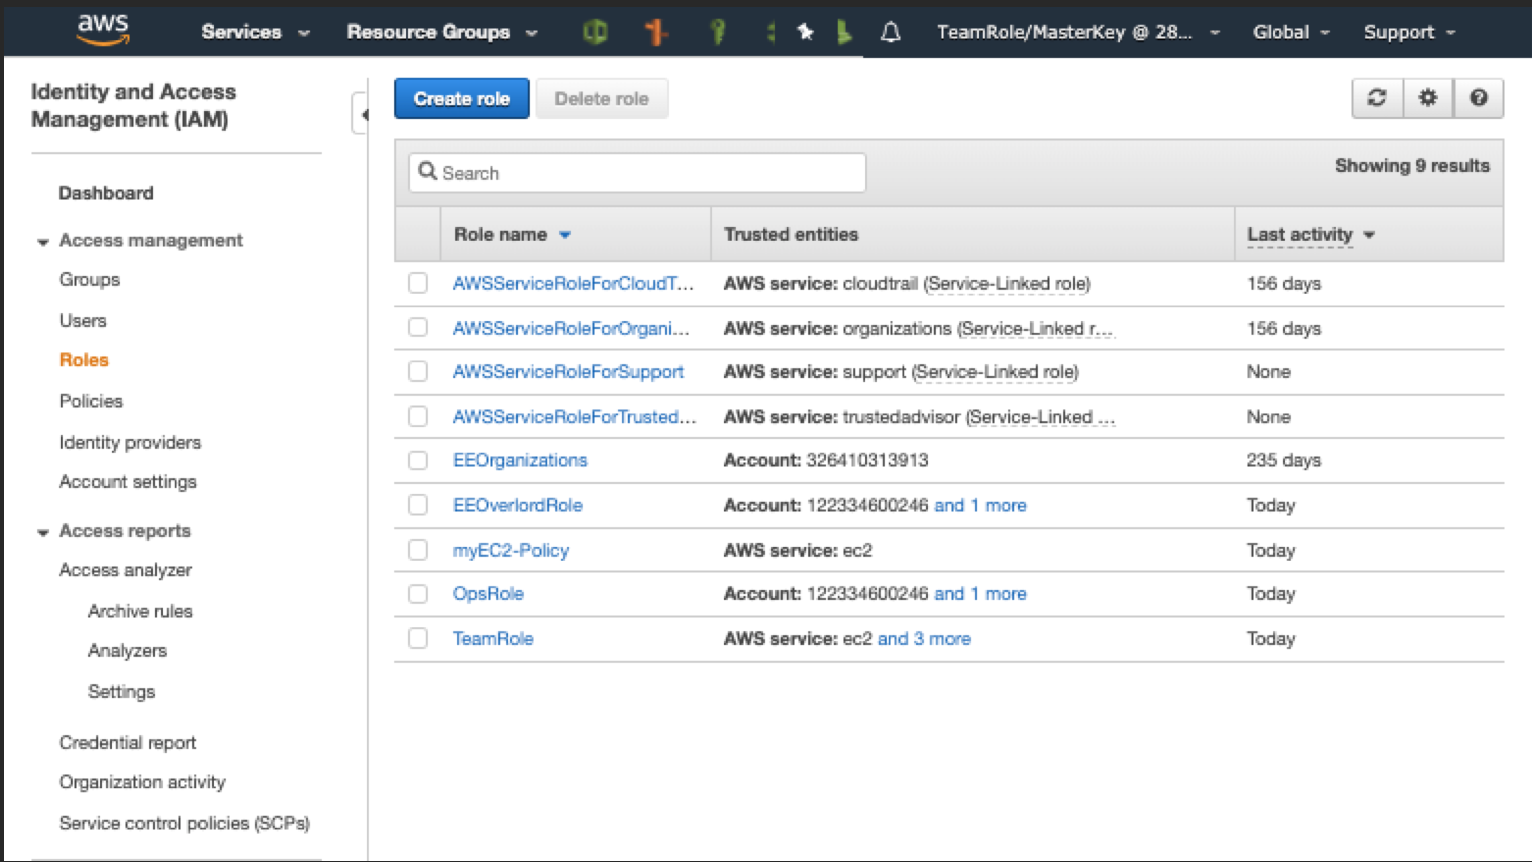 aws
Services
Resource Groups
TeamRole/MasterKey @ 28...
Global
Support
Identity and Access
Management (IAM)
Dashboard
Access management
Groups
Users
Roles
Policies
Identity providers
Account settings
Access reports
Access analyzer
Archive rules
Analyzers
Settings
Credential report
Organization activity
Service control policies (SCPs)
Create role
Delete role
Search
Showing 9 results
Role name
Trusted entities
Last activity
AWSServiceRoleForCloudT... AWS service: cloudtrail (Service-Linked role) 156 days
AWSServiceRoleForOrgani... AWS service: organizations (Service-Linked r... 156 days
AWSServiceRoleForSupport AWS service: support (Service-Linked role) None
AWSServiceRoleForTrusted... AWS service: trustedadvisor (Service-Linked ... None
EEOrganizations Account: 326410313913 235 days
EEOverlordRole Account: 122334600246 and 1 more Today
myEC2-Policy AWS service: ec2 Today
OpsRole Account: 122334600246 and 1 more Today
TeamRole AWS service: ec2 and 3 more Today